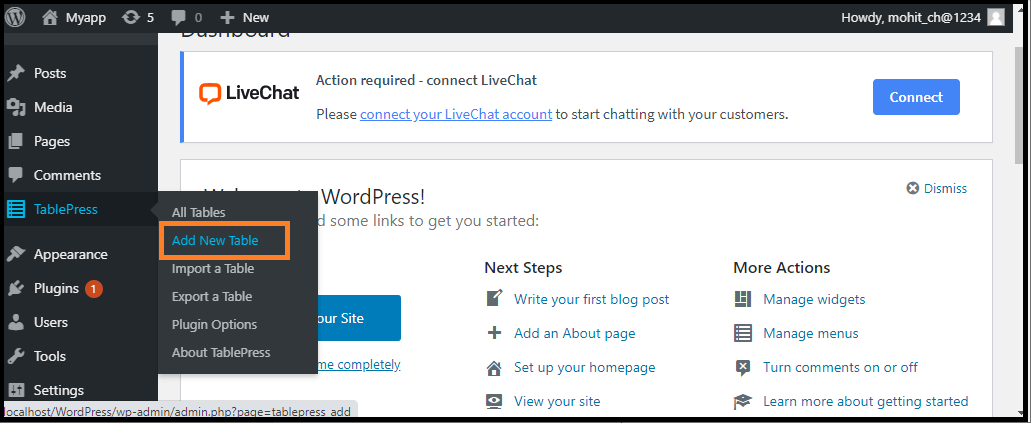 Myapp 5 0 New Howdy, mohit_ch@1234
Dashboard
Posts
Media
Pages
Comments
TablePress
Appearance
Plugins 1
Users
Tools
Settings
All Tables
Add New Table
Import a Table
Export a Table
Plugin Options
About TablePress
LiveChat
Action required - connect LiveChat
Please connect your LiveChat account to start chatting with your customers.
Connect
WordPress!
Dismiss
d some links to get you started:
our Site
me completely
Next Steps
Write your first blog post
Add an About page
Set up your homepage
View your site
More Actions
Manage widgets
Manage menus
Turn comments on or off
Learn more about getting started
localhost/WordPress/wp-admin/admin.php?page=tablepress_add